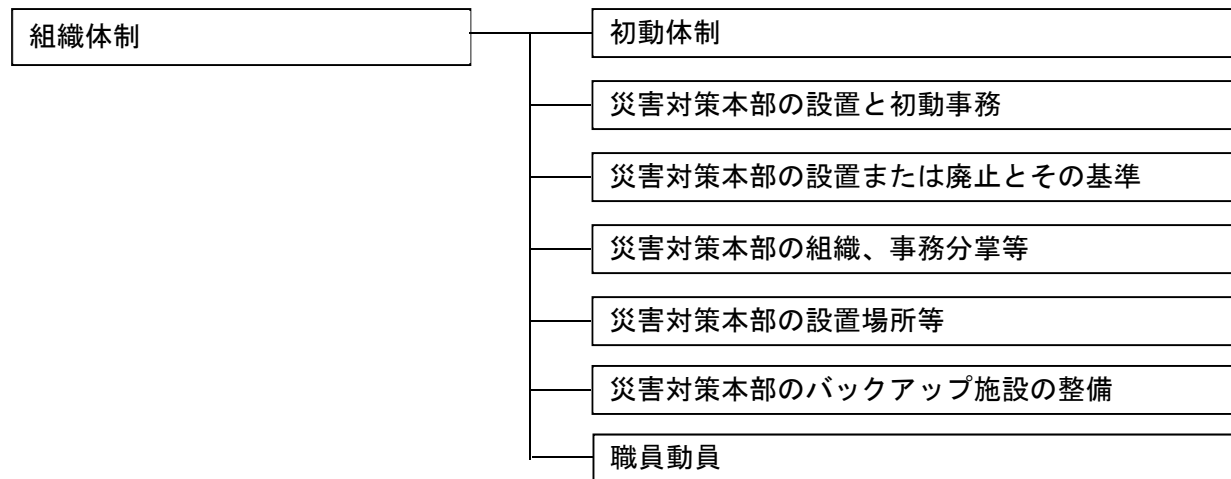 組織体制
初動体制
災害対策本部の設置と初動事務
災害対策本部の設置または廃止とその基準
災害対策本部の組織、事務分掌等
災害対策本部の設置場所等
災害対策本部のバックアップ施設の整備
職員動員